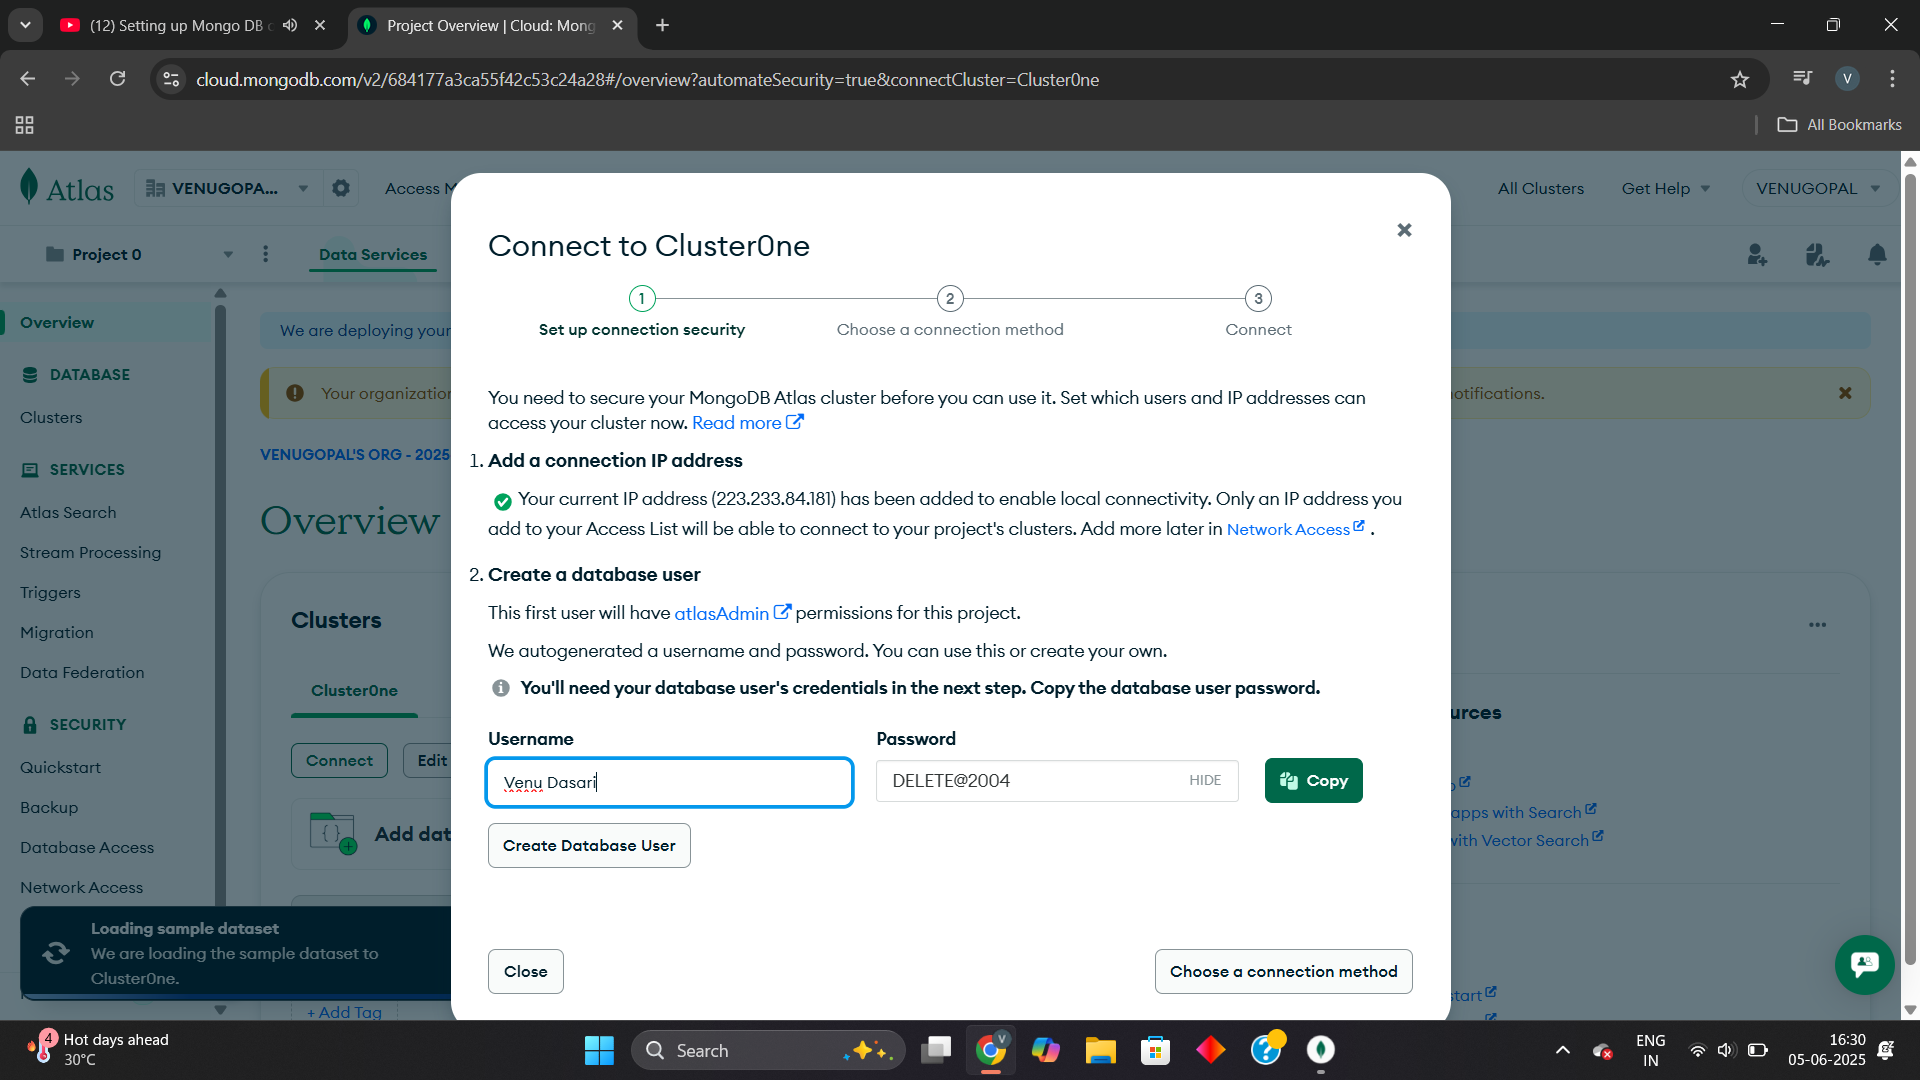 (12) Setting up Mongo DB
Project Overview | Cloud: Mong
cloud.mongodb.com/v2/684177a3ca55f42c53c24a28#/overview?automateSecurity=true&connectCluster=Cluster0ne
V
All Bookmarks
Atlas
VENUGOPA...
Access M
All Clusters
Get Help
VENUGOPAL
Project 0
Data Services
Overview
DATABASE
Clusters
SERVICES
Atlas Search
Stream Processing
Triggers
Migration
Data Federation
SECURITY
Quickstart
Backup
Database Access
Network Access
We are deploying your
Your organization
otifications.
VENUGOPAL'S ORG - 2025
Overview
Clusters
Cluster0ne
Connect
Edit
Add dat
+ Add Tag
urces
apps with Search
with Vector Search
start
Loading sample dataset
We are loading the sample dataset to
Cluster0ne.
Connect to Cluster0ne
1
2
3
Set up connection security
Choose a connection method
Connect
You need to secure your MongoDB Atlas cluster before you can use it. Set which users and IP addresses can
access your cluster now. Read more
1. Add a connection IP address
Your current IP address (223.233.84.181) has been added to enable local connectivity. Only an IP address you
add to your Access List will be able to connect to your project's clusters. Add more later in Network Access .
2. Create a database user
This first user will have atlasAdmin permissions for this project.
We autogenerated a username and password. You can use this or create your own.
You'll need your database user's credentials in the next step. Copy the database user password.
Username
Password
Venu Dasari
DELETE@2004
HIDE
Copy
Create Database User
Close
Choose a connection method
4
Hot days ahead
30°C
Search
V
ENG
IN
16:30
05-06-2025